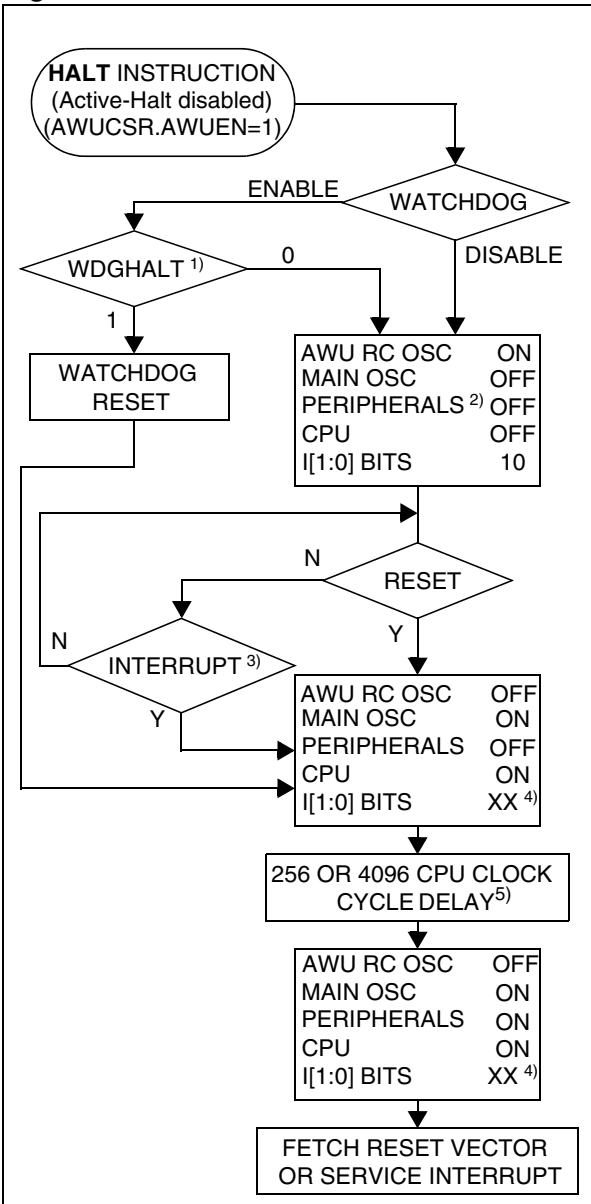 HALT INSTRUCTION
(Active-Halt disabled)
(AWUCSR.AWUEN=1)
WATCHDOG
ENABLE
DISABLE
WDGHALT 1)
0
1
WATCHDOG
RESET
AWU RC OSC ON
MAIN OSC OFF
PERIPHERALS 2) OFF
CPU OFF
I[1:0] BITS 10
RESET
N
Y
INTERRUPT 3)
N
Y
AWU RC OSC OFF
MAIN OSC ON
PERIPHERALS OFF
CPU ON
I[1:0] BITS XX 4)
256 OR 4096 CPU CLOCK
CYCLE DELAY5)
AWU RC OSC OFF
MAIN OSC ON
PERIPHERALS ON
CPU ON
I[1:0] BITS XX 4)
FETCH RESET VECTOR
OR SERVICE INTERRUPT